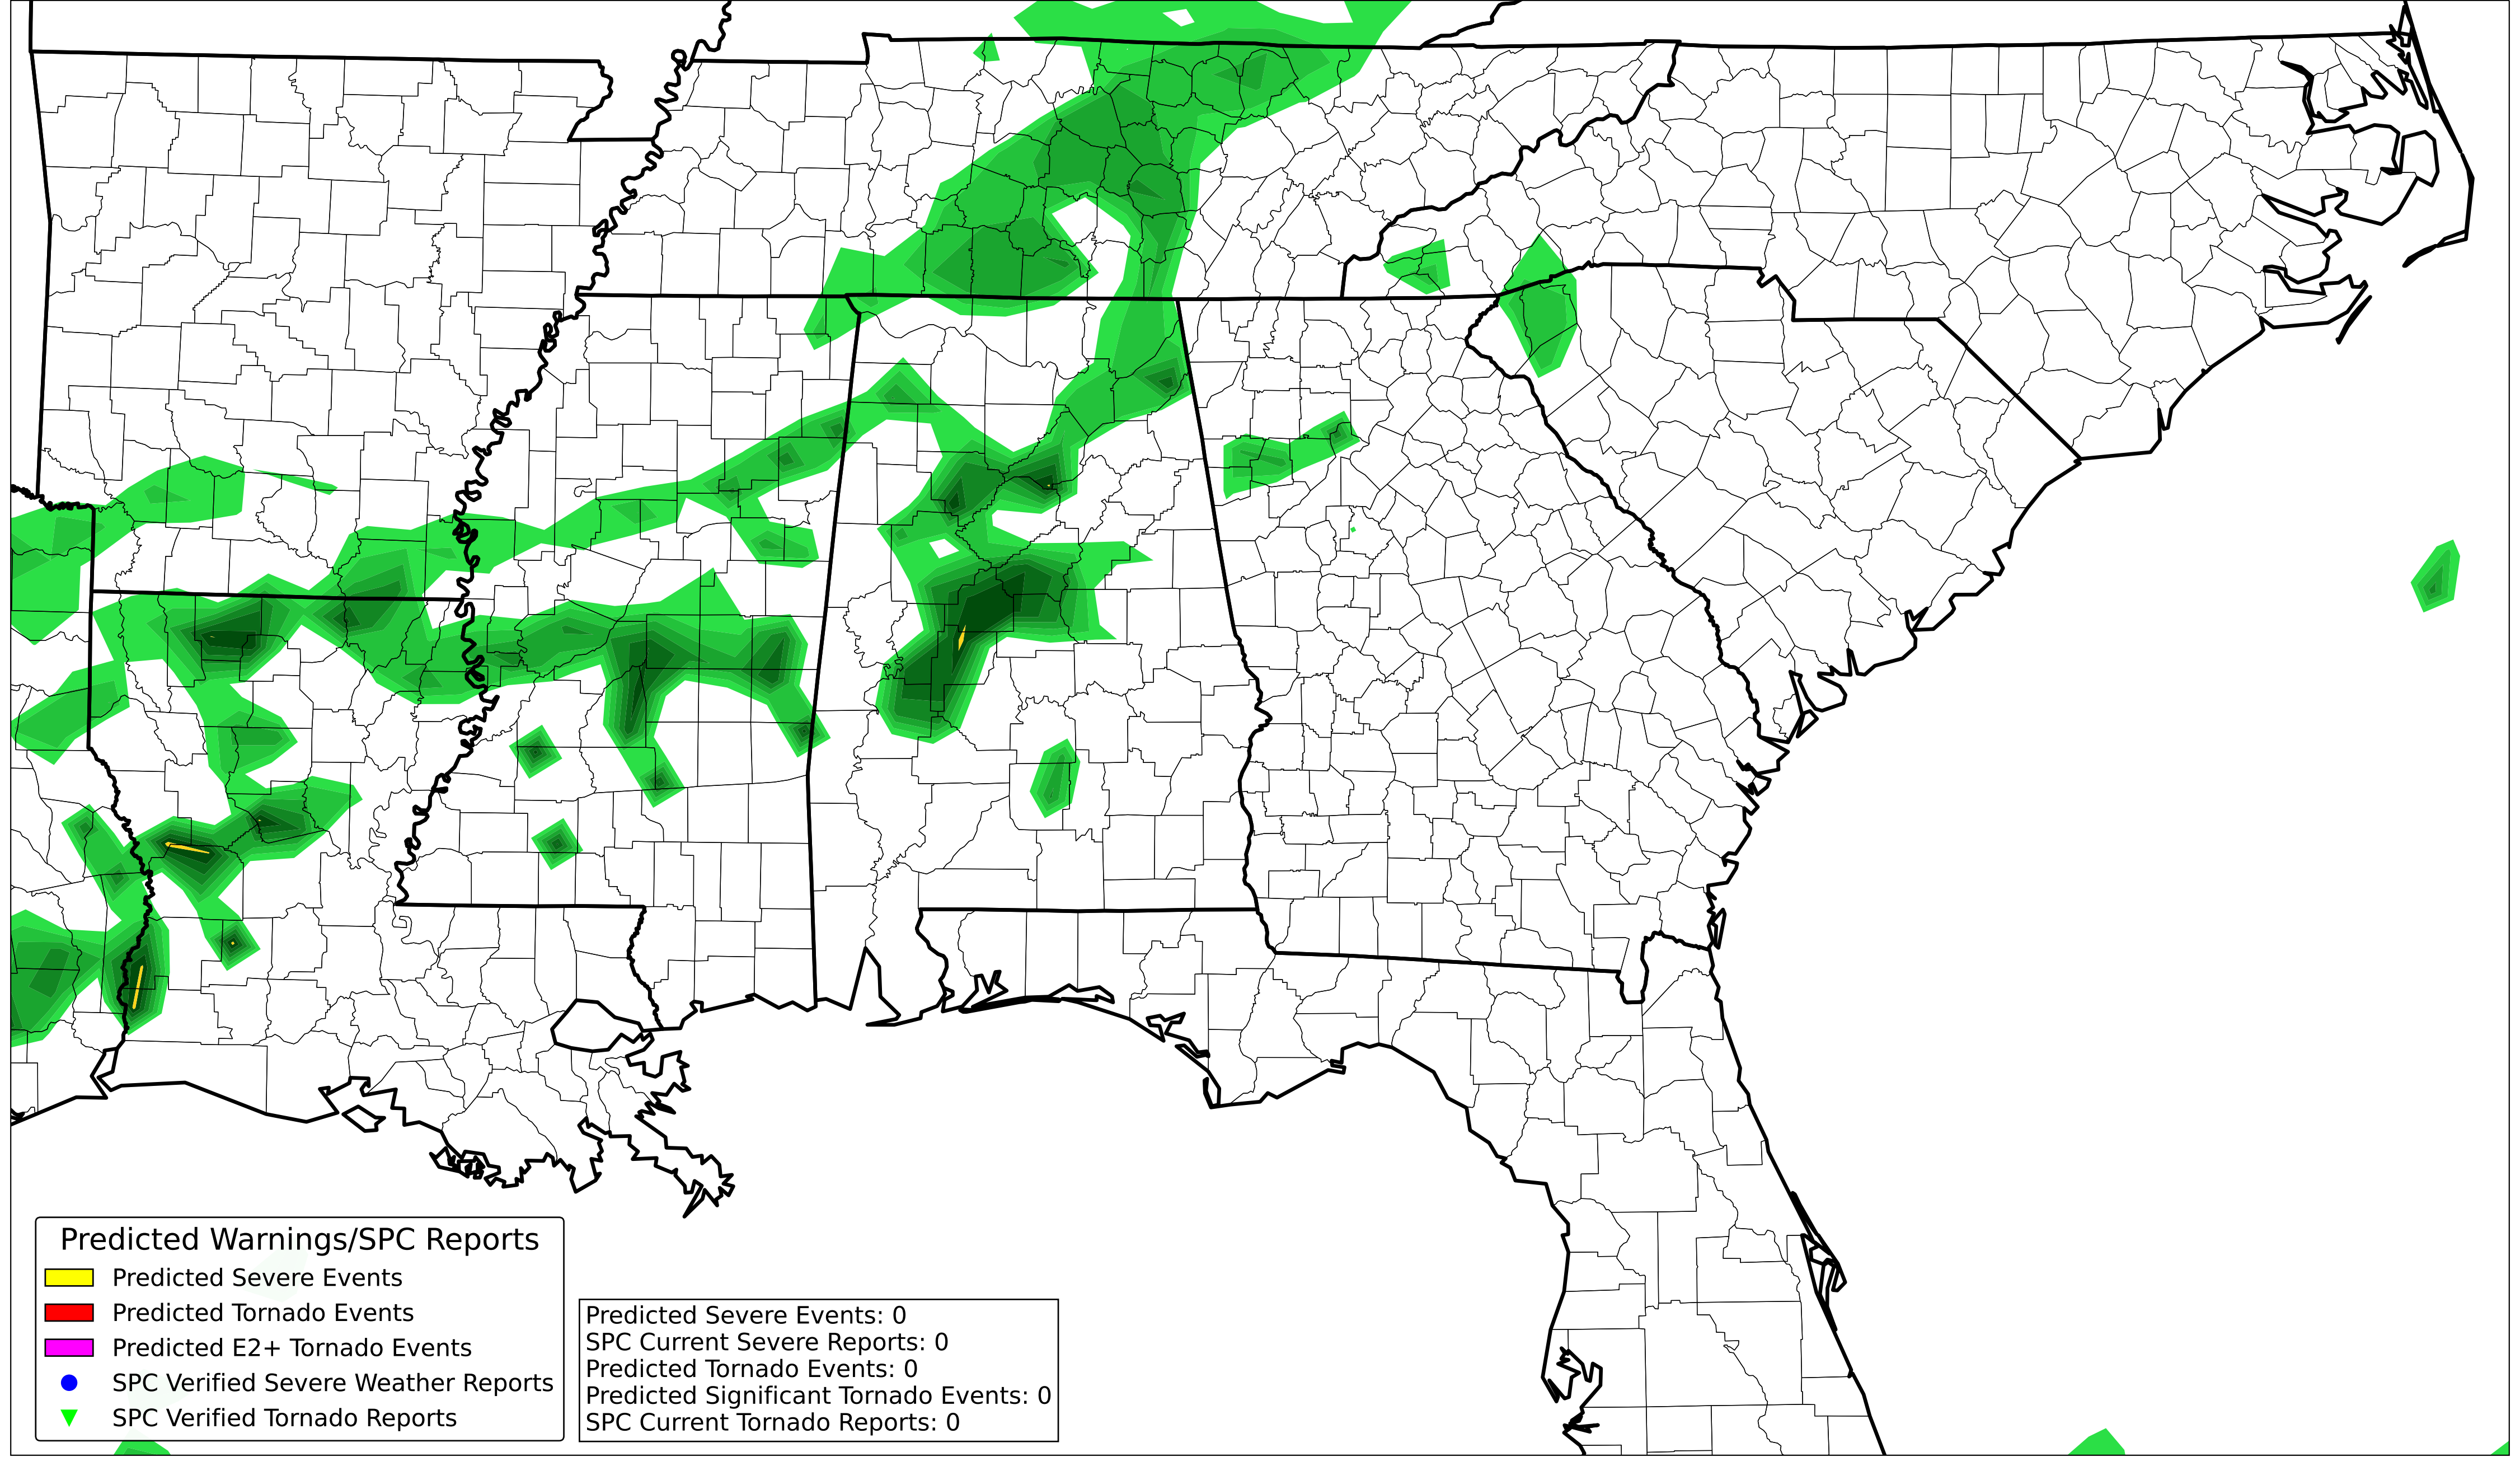 Predicted Warnings/SPC Reports
Predicted Severe Events
Predicted Tornado Events
Predicted E2+ Tornado Events
SPC Verified Severe Weather Reports
SPC Verified Tornado Reports
Predicted Severe Events: 0
SPC Current Severe Reports: 0
Predicted Tornado Events: 0
Predicted Significant Tornado Events: 0
SPC Current Tornado Reports: 0